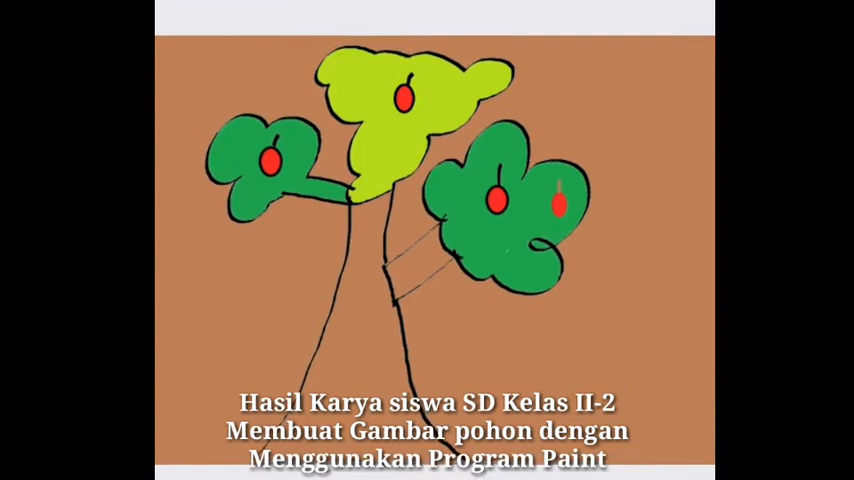 Hasil Karya siswa SD Kelas II-2
Membuat Gambar pohon dengan
Menggunakan Program Paint